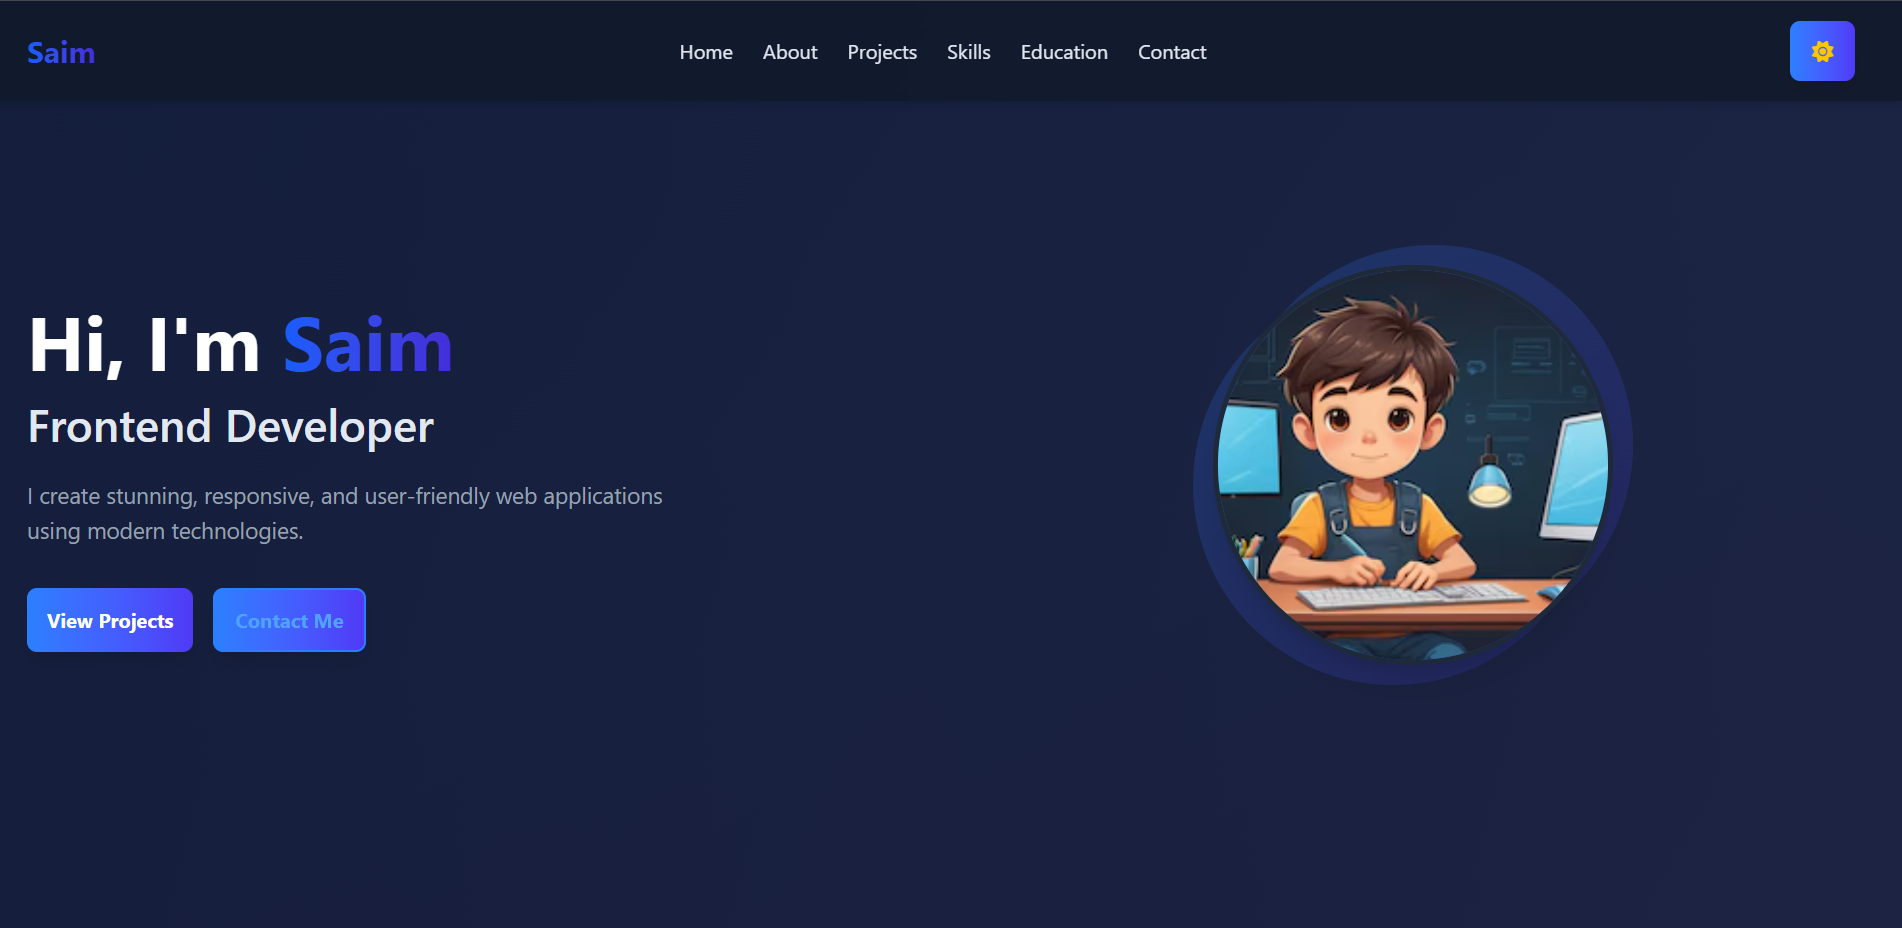 Saim
Home About Projects Skills Education Contact
Hi, I'm Saim
Frontend Developer
I create stunning, responsive, and user-friendly web applications
using modern technologies.
View Projects Contact Me